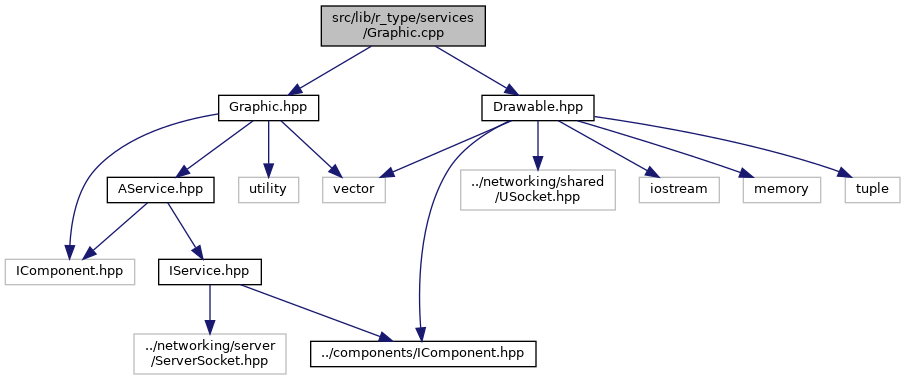 src/lib/r_type/services
/Graphic.cpp
Graphic.hpp
Drawable.hpp
AService.hpp
utility
vector
../networking/shared
/USocket.hpp
iostream
memory
tuple
IComponent.hpp
IService.hpp
../networking/server
/ServerSocket.hpp
../components/IComponent.hpp